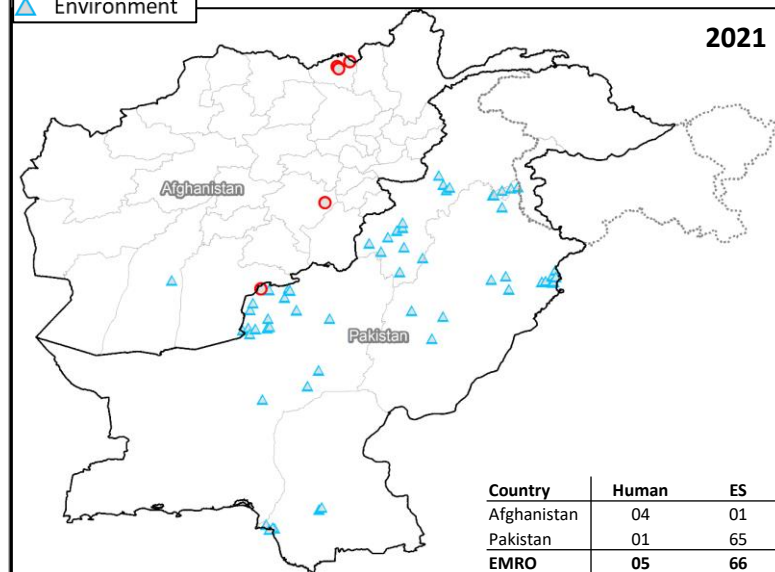 Environment
2021
Afghanistan
Pakistan
Country Human ES
Afghanistan 04 01
Pakistan 01 65
EMRO 05 66